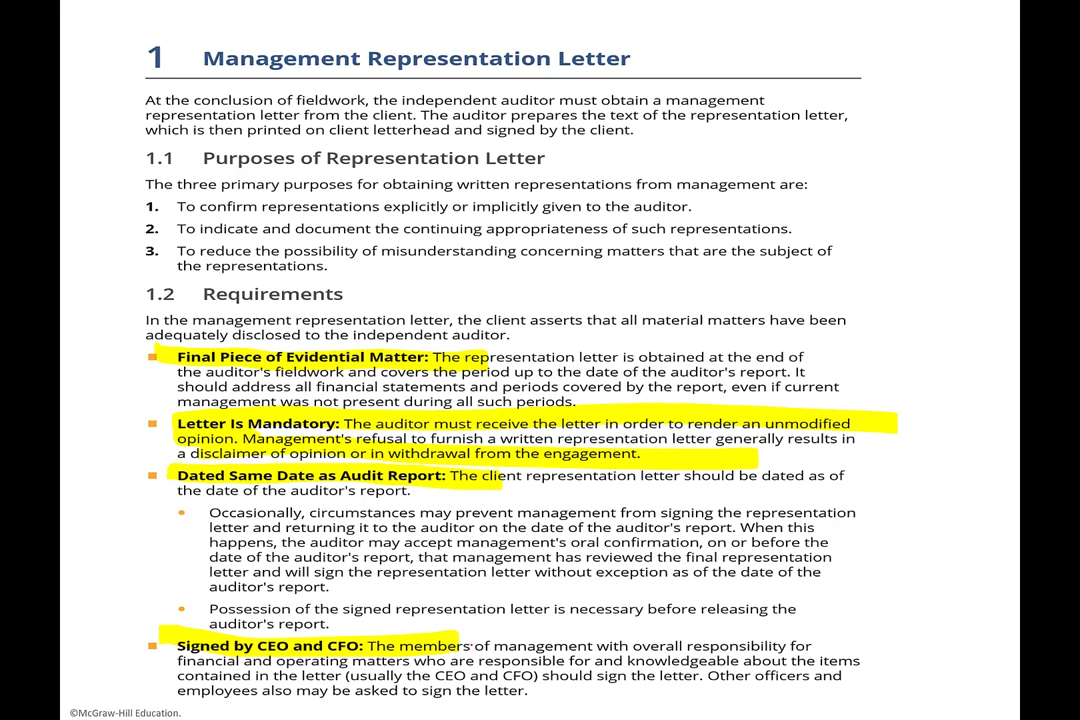 1 Management Representation Letter
At the conclusion of fieldwork, the independent auditor must obtain a management
representation letter from the client. The auditor prepares the text of the representation letter,
which is then printed on client letterhead and signed by the client.
1.1 Purposes of Representation Letter
The three primary purposes for obtaining written representations from management are:
1. To confirm representations explicitly or implicitly given to the auditor.
2. To indicate and document the continuing appropriateness of such representations.
3. To reduce the possibility of misunderstanding concerning matters that are the subject of
the representations.
1.2 Requirements
In the management representation letter, the client asserts that all material matters have been
adequately disclosed to the independent auditor.
Final Piece of Evidential Matter: The representation letter is obtained at the end of
the auditor's fieldwork and covers the period up to the date of the auditor's report. It
should address all financial statements and periods covered by the report, even if current
management was not present during all such periods.
Letter Is Mandatory: The auditor must receive the letter in order to render an unmodified
opinion. Management's refusal to furnish a written representation letter generally results in
a disclaimer of opinion or in withdrawal from the engagement.
Dated Same Date as Audit Report: The client representation letter should be dated as of
the date of the auditor's report.
Occasionally, circumstances may prevent management from signing the representation
letter and returning it to the auditor on the date of the auditor's report. When this
happens, the auditor may accept management's oral confirmation, on or before the
date of the auditor's report, that management has reviewed the final representation
letter and will sign the representation letter without exception as of the date of the
auditor's report.
Possession of the signed representation letter is necessary before releasing the
auditor's report.
Signed by CEO and CFO: The members of management with overall responsibility for
financial and operating matters who are responsible for and knowledgeable about the items
contained in the letter (usually the CEO and CFO) should sign the letter. Other officers and
employees also may be asked to sign the letter.
©McGraw-Hill Education.